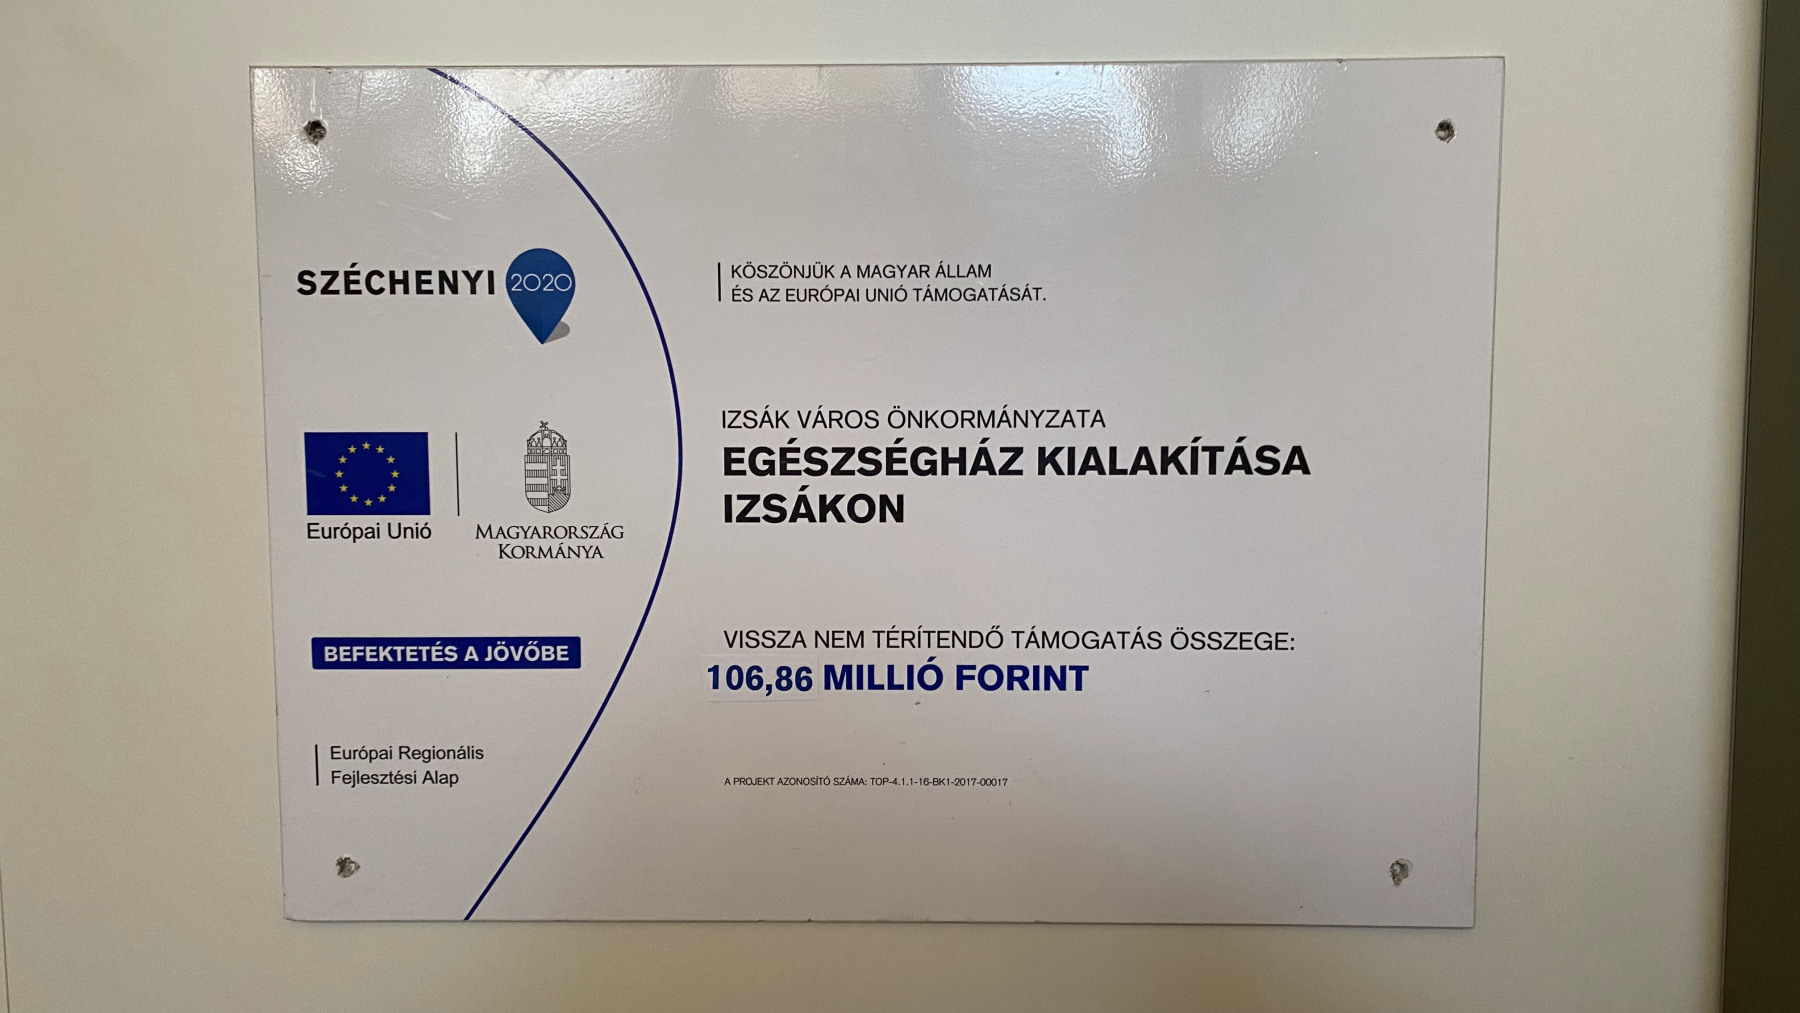 SZÉCHENYI 2020
Európai Unió
MAGYARORSZÁG
KORMÁNYA
BEFEKTETÉS A JÖVŐBE
Európai Regionális
Fejlesztési Alap
KÖSZÖNJÜK A MAGYAR ÁLLAM
ÉS AZ EURÓPAI UNIÓ TÁMOGATÁSÁT.
IZSÁK VÁROS ÖNKORMÁNYZATA
EGÉSZSÉGHÁZ KIALAKÍTÁSA
IZSÁKON
VISSZA NEM TÉRÍTENDŐ TÁMOGATÁS ÖSSZEGE:
106,86 MILLIÓ FORINT
A PROJEKT AZONOSÍTÓ SZÁMA: TOP-4.1.1-16-BK1-2017-00017